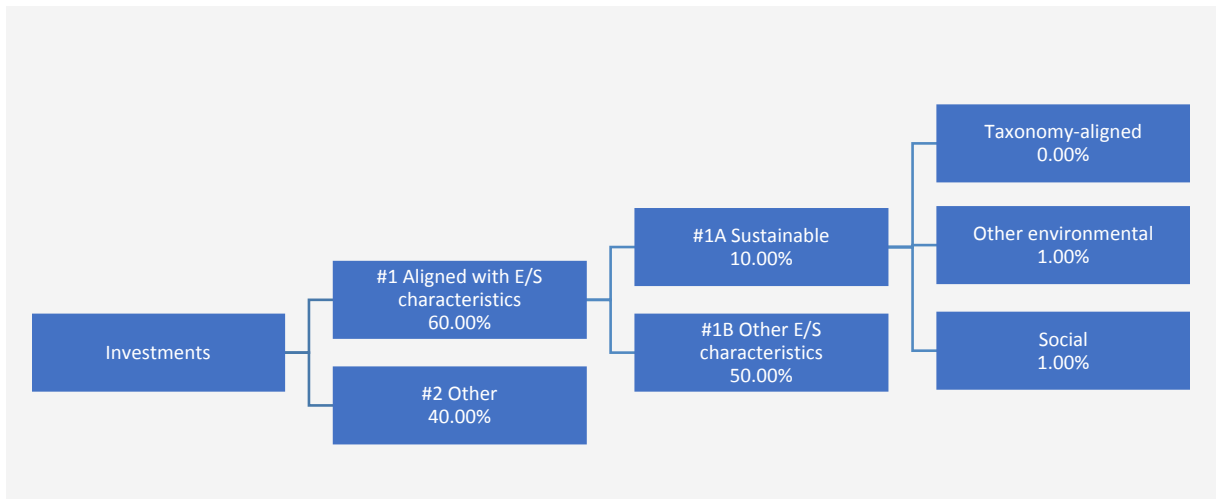 Investments
#1 Aligned with E/S
characteristics
60.00%
#2 Other
40.00%
#1A Sustainable
10.00%
#1B Other E/S
characteristics
50.00%
Taxonomy-aligned
0.00%
Other environmental
1.00%
Social
1.00%